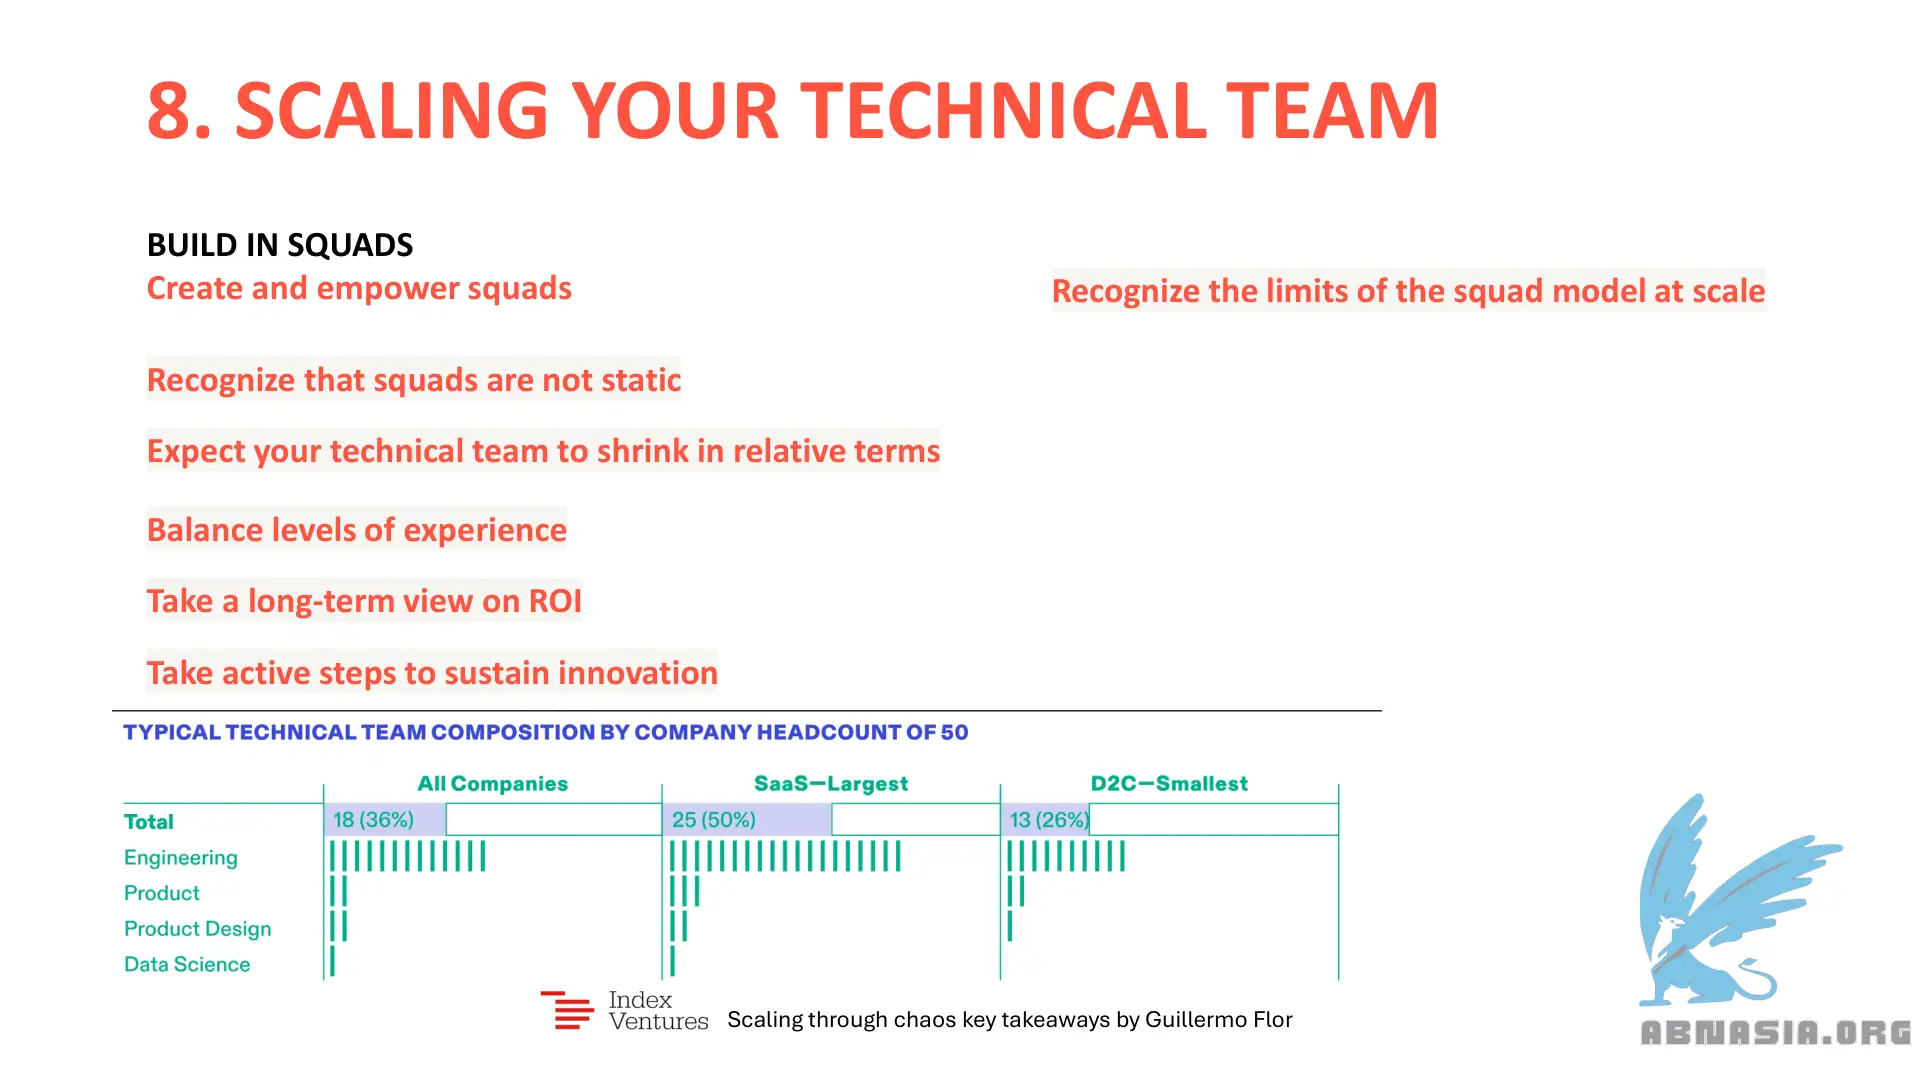 8. SCALING YOUR TECHNICAL TEAM
BUILD IN SQUADS
Create and empower squads
Recognize that squads are not static
Expect your technical team to shrink in relative terms
Balance levels of experience
Take a long-term view on ROI
Take active steps to sustain innovation
Recognize the limits of the squad model at scale
TYPICAL TECHNICAL TEAM COMPOSITION BY COMPANY HEADCOUNT OF 50
All Companies SaaS—Largest D2C—Smallest
Total 18 (36%) 25 (50%) 13 (26%)
Engineering
Product
Product Design
Data Science
Index
Ventures
Scaling through chaos key takeaways by Guillermo Flor
ABNASIA.ORG